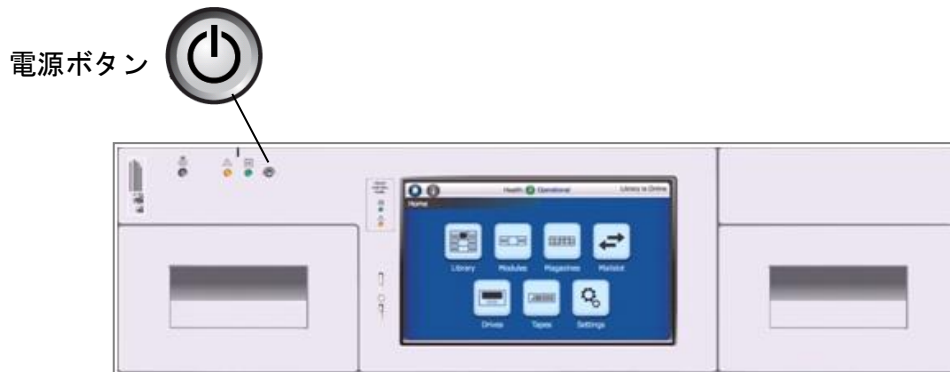 電源ボタン
Health: Operational
Library is Online
Home
Library
Modules
Magazines
Mailslot
Drives
Tapes
Settings